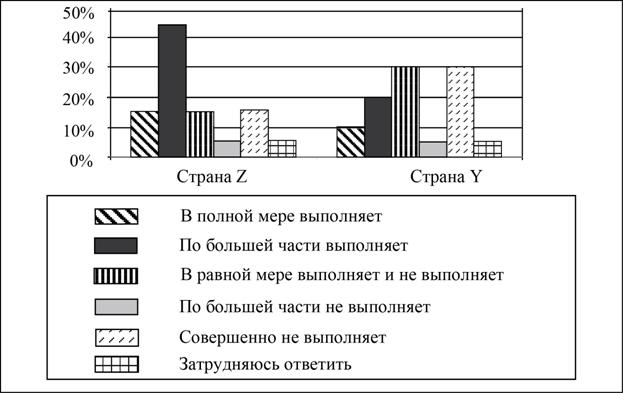 50%
40%
30%
20%
10%
0%
Страна Z Страна Y
В полной мере выполняет
По большей части выполняет
В равной мере выполняет и не выполняет
По большей части не выполняет
Совершенно не выполняет
Затрудняюсь ответить